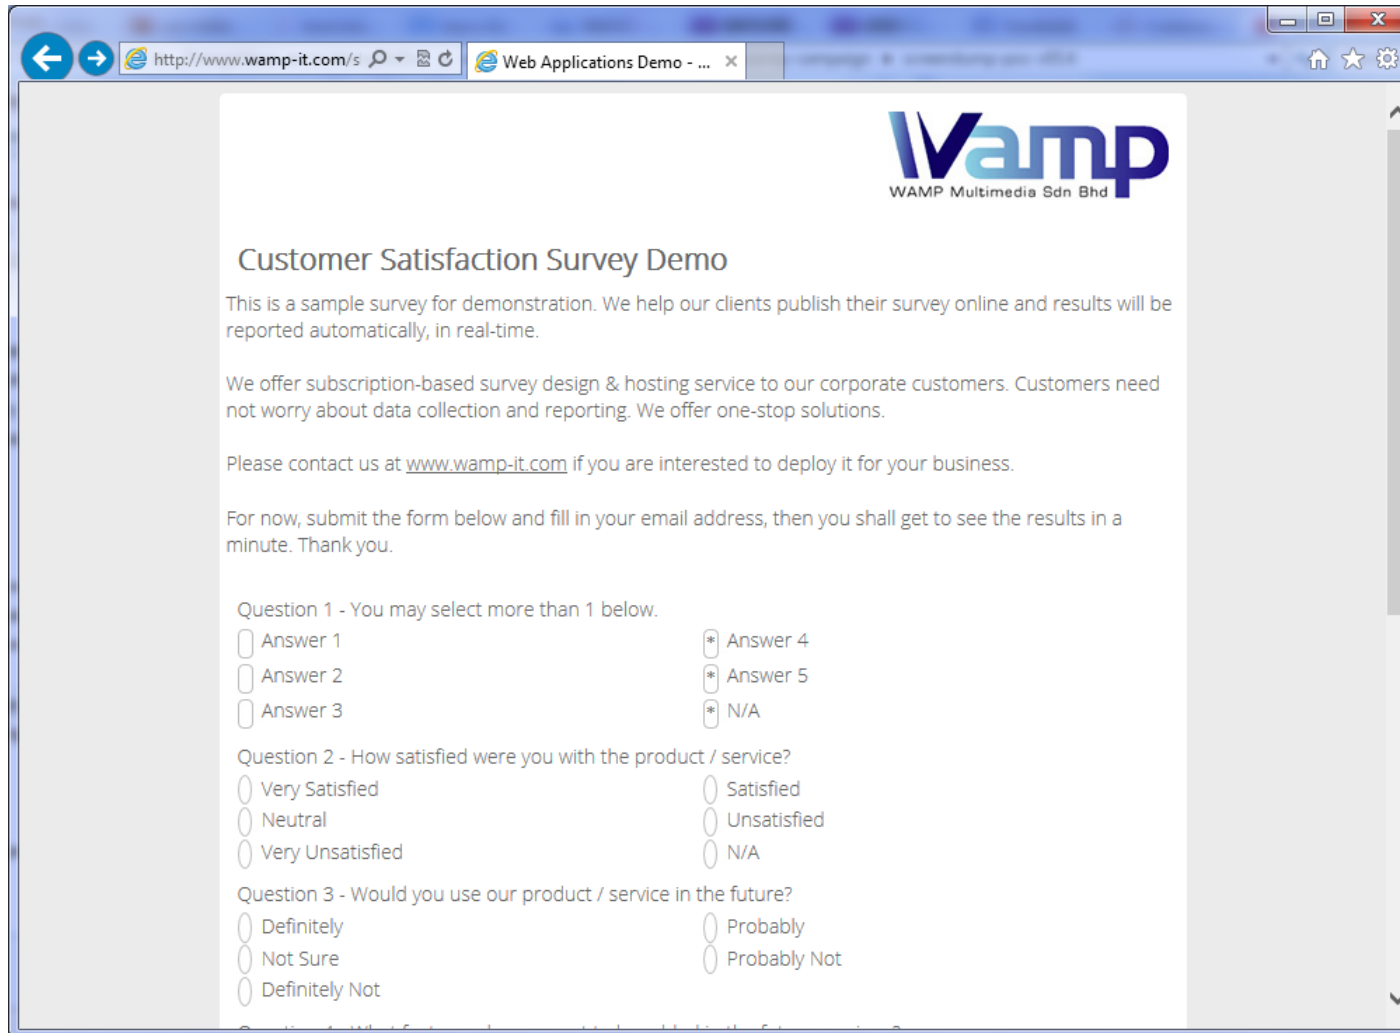 http://www.wamp-it.com/s
Web Applications Demo - ...
Wamp
WAMP Multimedia Sdn Bhd
Customer Satisfaction Survey Demo
This is a sample survey for demonstration. We help our clients publish their survey online and results will be
reported automatically, in real-time.
We offer subscription-based survey design & hosting service to our corporate customers. Customers need
not worry about data collection and reporting. We offer one-stop solutions.
Please contact us at www.wamp-it.com if you are interested to deploy it for your business.
For now, submit the form below and fill in your email address, then you shall get to see the results in a
minute. Thank you.
Question 1 - You may select more than 1 below.
Answer 1 * Answer 4
Answer 2 * Answer 5
Answer 3 * N/A
Question 2 - How satisfied were you with the product / service?
Very Satisfied Satisfied
Neutral Unsatisfied
Very Unsatisfied N/A
Question 3 - Would you use our product / service in the future?
Definitely Probably
Not Sure Probably Not
Definitely Not